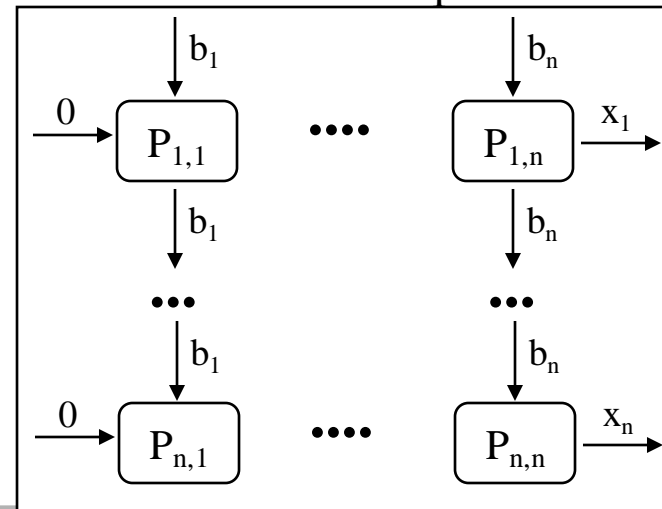 b₁ bₙ
0 P₁,₁ •••• P₁,ₙ x₁
b₁ bₙ
••• •••
b₁ bₙ
0 Pₙ,₁ •••• Pₙ,ₙ xₙ